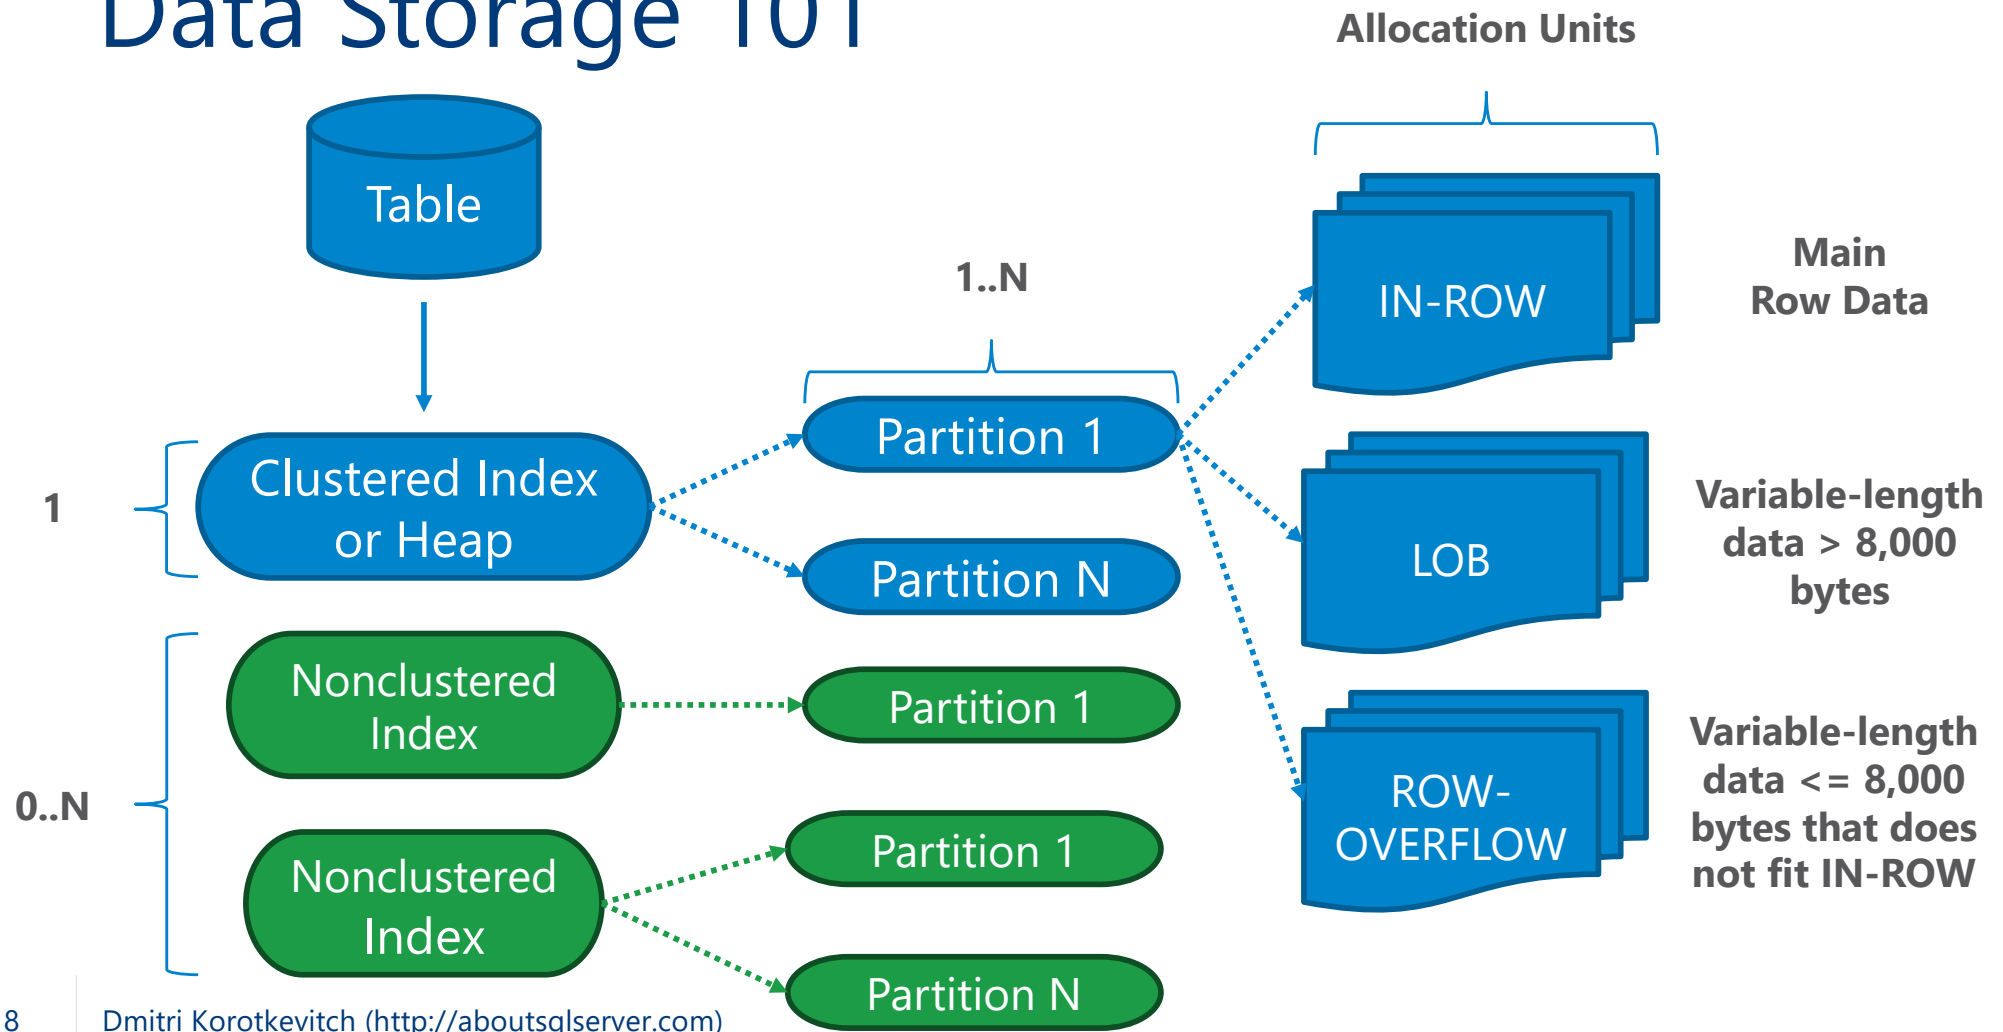 Data Storage 101
Allocation Units
Table
1..N
IN-ROW
Main
Row Data
1
Clustered Index
or Heap
Partition 1
Partition N
LOB
Variable-length
data > 8,000
bytes
0..N
Nonclustered
Index
Partition 1
Nonclustered
Index
Partition 1
Partition N
ROW-
OVERFLOW
Variable-length
data <= 8,000
bytes that does
not fit IN-ROW
8
Dmitri Korotkevitch (http://aboutsqlserver.com)